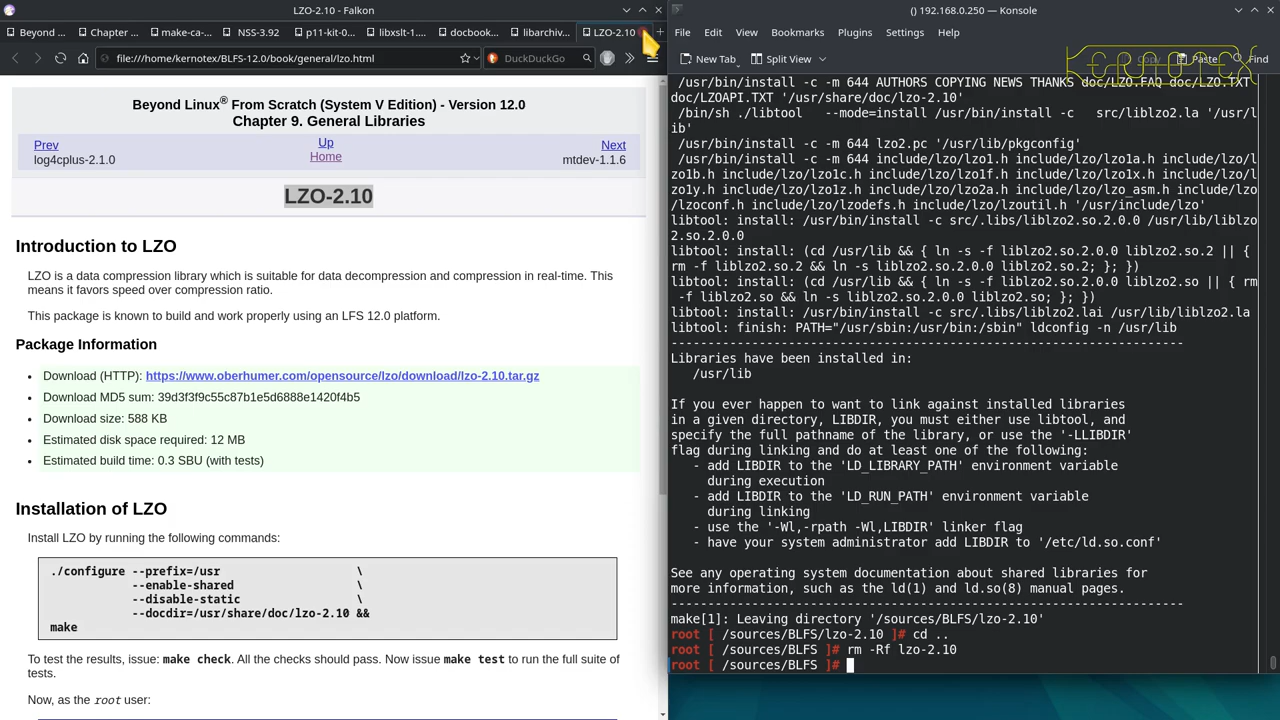 LZO-2.10 - Falkon
Beyond ...
Chapter ...
make-ca-...
NSS-3.92
p11-kit-0...
libxslt-1....
docbook...
libarchiv...
LZO-2.10
file:///home/kernotex/BLFS-12.0/book/general/lzo.html
DuckDuckGo
Beyond Linux® From Scratch (System V Edition) - Version 12.0
Chapter 9. General Libraries
Prev
Up
Next
log4cplus-2.1.0
Home
mtdev-1.1.6
LZO-2.10
Introduction to LZO
LZO is a data compression library which is suitable for data decompression and compression in real-time. This
means it favors speed over compression ratio.
This package is known to build and work properly using an LFS 12.0 platform.
Package Information
• Download (HTTP): https://www.oberhumer.com/opensource/lzo/download/lzo-2.10.tar.gz
• Download MD5 sum: 39d3f3f9c55c87b1e5d6888e1420f4b5
• Download size: 588 KB
• Estimated disk space required: 12 MB
• Estimated build time: 0.3 SBU (with tests)
Installation of LZO
Install LZO by running the following commands:
./configure --prefix=/usr \
--enable-shared \
--disable-static \
--docdir=/usr/share/doc/lzo-2.10 &&
make
To test the results, issue: make check. All the checks should pass. Now issue make test to run the full suite of
tests.
Now, as the root user:
() 192.168.0.250 — Konsole
File Edit View Bookmarks Plugins Settings Help
New Tab
Split View
Copy
Paste
Find
KernoteX
/usr/bin/install -c -m 644 AUTHORS COPYING NEWS THANKS doc/LZO.FAQ doc/LZO.TXT
doc/LZOAPI.TXT '/usr/share/doc/lzo-2.10'
/bin/sh ./libtool --mode=install /usr/bin/install -c src/liblzo2.la '/usr/l
ib'
/usr/bin/install -c -m 644 lzo2.pc '/usr/lib/pkgconfig'
/usr/bin/install -c -m 644 include/lzo/lzo1.h include/lzo/lzo1a.h include/lzo/l
zo1b.h include/lzo/lzo1c.h include/lzo/lzo1f.h include/lzo/lzo1x.h include/lzo/
lzo1y.h include/lzo/lzo1z.h include/lzo/lzo2a.h include/lzo/lzo_asm.h include/lzo
/lzoconf.h include/lzo/lzodefs.h include/lzo/lzoutil.h '/usr/include/lzo'
libtool: install: /usr/bin/install -c src/.libs/liblzo2.so.2.0.0 /usr/lib/liblzo
2.so.2.0.0
libtool: install: (cd /usr/lib && { ln -s -f liblzo2.so.2.0.0 liblzo2.so.2 || {
rm -f liblzo2.so.2 && ln -s liblzo2.so.2.0.0 liblzo2.so.2; }; })
libtool: install: (cd /usr/lib && { ln -s -f liblzo2.so.2.0.0 liblzo2.so || { rm
-f liblzo2.so && ln -s liblzo2.so.2.0.0 liblzo2.so; }; })
libtool: install: /usr/bin/install -c src/.libs/liblzo2.lai /usr/lib/liblzo2.la
libtool: finish: PATH="/usr/sbin:/usr/bin:/sbin" ldconfig -n /usr/lib
----------------------------------------------------------------------
Libraries have been installed in:
/usr/lib
If you ever happen to want to link against installed libraries
in a given directory, LIBDIR, you must either use libtool, and
specify the full pathname of the library, or use the '-LLIBDIR'
flag during linking and do at least one of the following:
- add LIBDIR to the 'LD_LIBRARY_PATH' environment variable
during execution
- add LIBDIR to the 'LD_RUN_PATH' environment variable
during linking
- use the '-Wl,-rpath -Wl,LIBDIR' linker flag
- have your system administrator add LIBDIR to '/etc/ld.so.conf'
See any operating system documentation about shared libraries for
more information, such as the ld(1) and ld.so(8) manual pages.
----------------------------------------------------------------------
make[1]: Leaving directory '/sources/BLFS/lzo-2.10'
root [ /sources/BLFS/lzo-2.10 ]# cd ..
root [ /sources/BLFS ]# rm -Rf lzo-2.10
root [ /sources/BLFS ]#